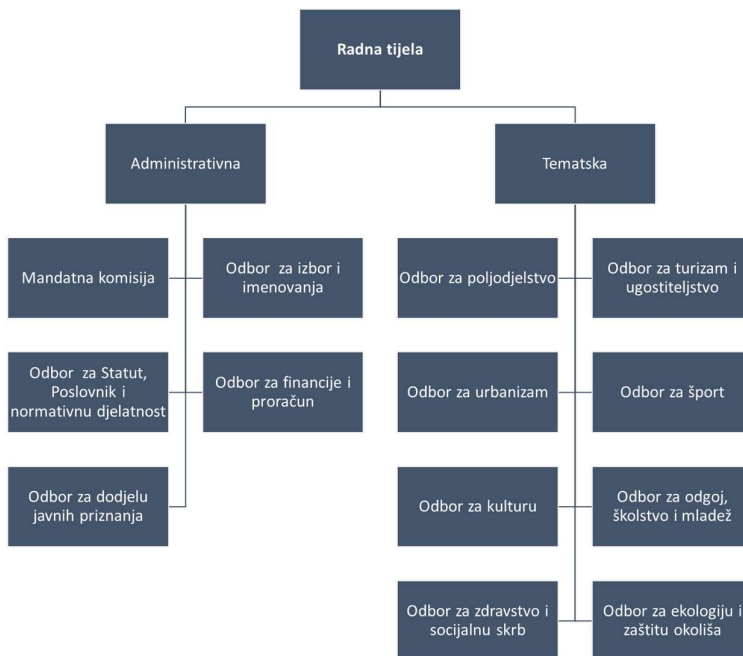 Radna tijela
Administrativna
Tematska
Mandatna komisija
Odbor za izbor i
imenovanja
Odbor za poljodjelstvo
Odbor za turizam i
ugostiteljstvo
Odbor za Statut,
Poslovnik i
normativnu djelatnost
Odbor za financije i
proračun
Odbor za urbanizam
Odbor za šport
Odbor za dodjelu
javnih priznanja
Odbor za kulturu
Odbor za odgoj,
školstvo i mladež
Odbor za zdravstvo i
socijalnu skrb
Odbor za ekologiju i
zaštitu okoliša